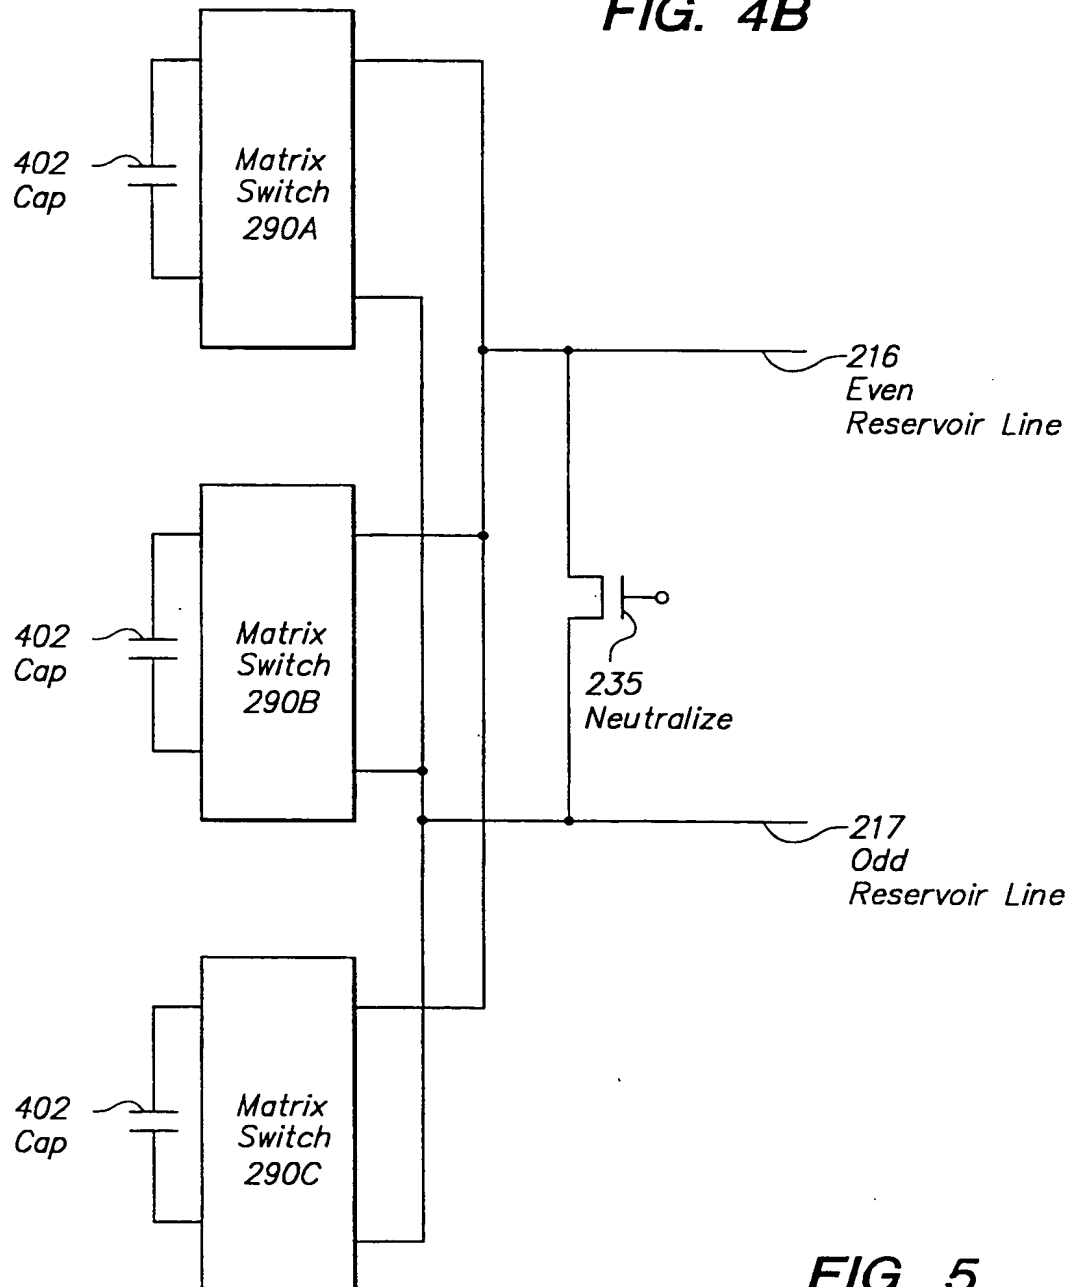 FIG. 4B
402
Cap
Matrix
Switch
290A
216
Even
Reservoir Line
402
Cap
Matrix
Switch
290B
235
Neutralize
217
Odd
Reservoir Line
402
Cap
Matrix
Switch
290C
FIG. 5